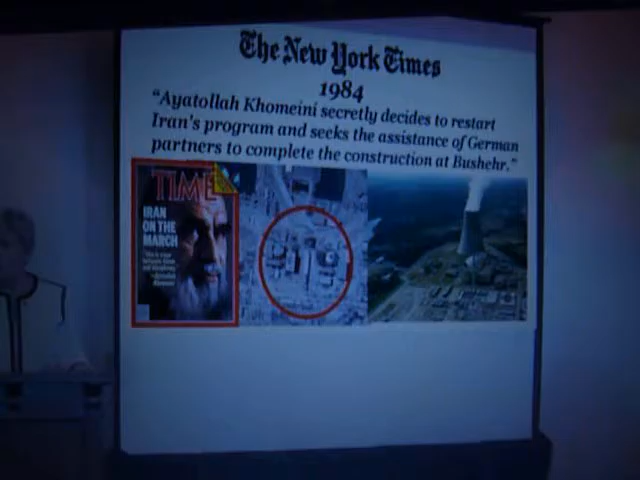 The New York Times
1984
"Ayatollah Khomeini secretly decides to restart
Iran's program and seeks the assistance of German
partners to complete the construction at Bushehr."
TIME
IRAN
ON THE
MARCH